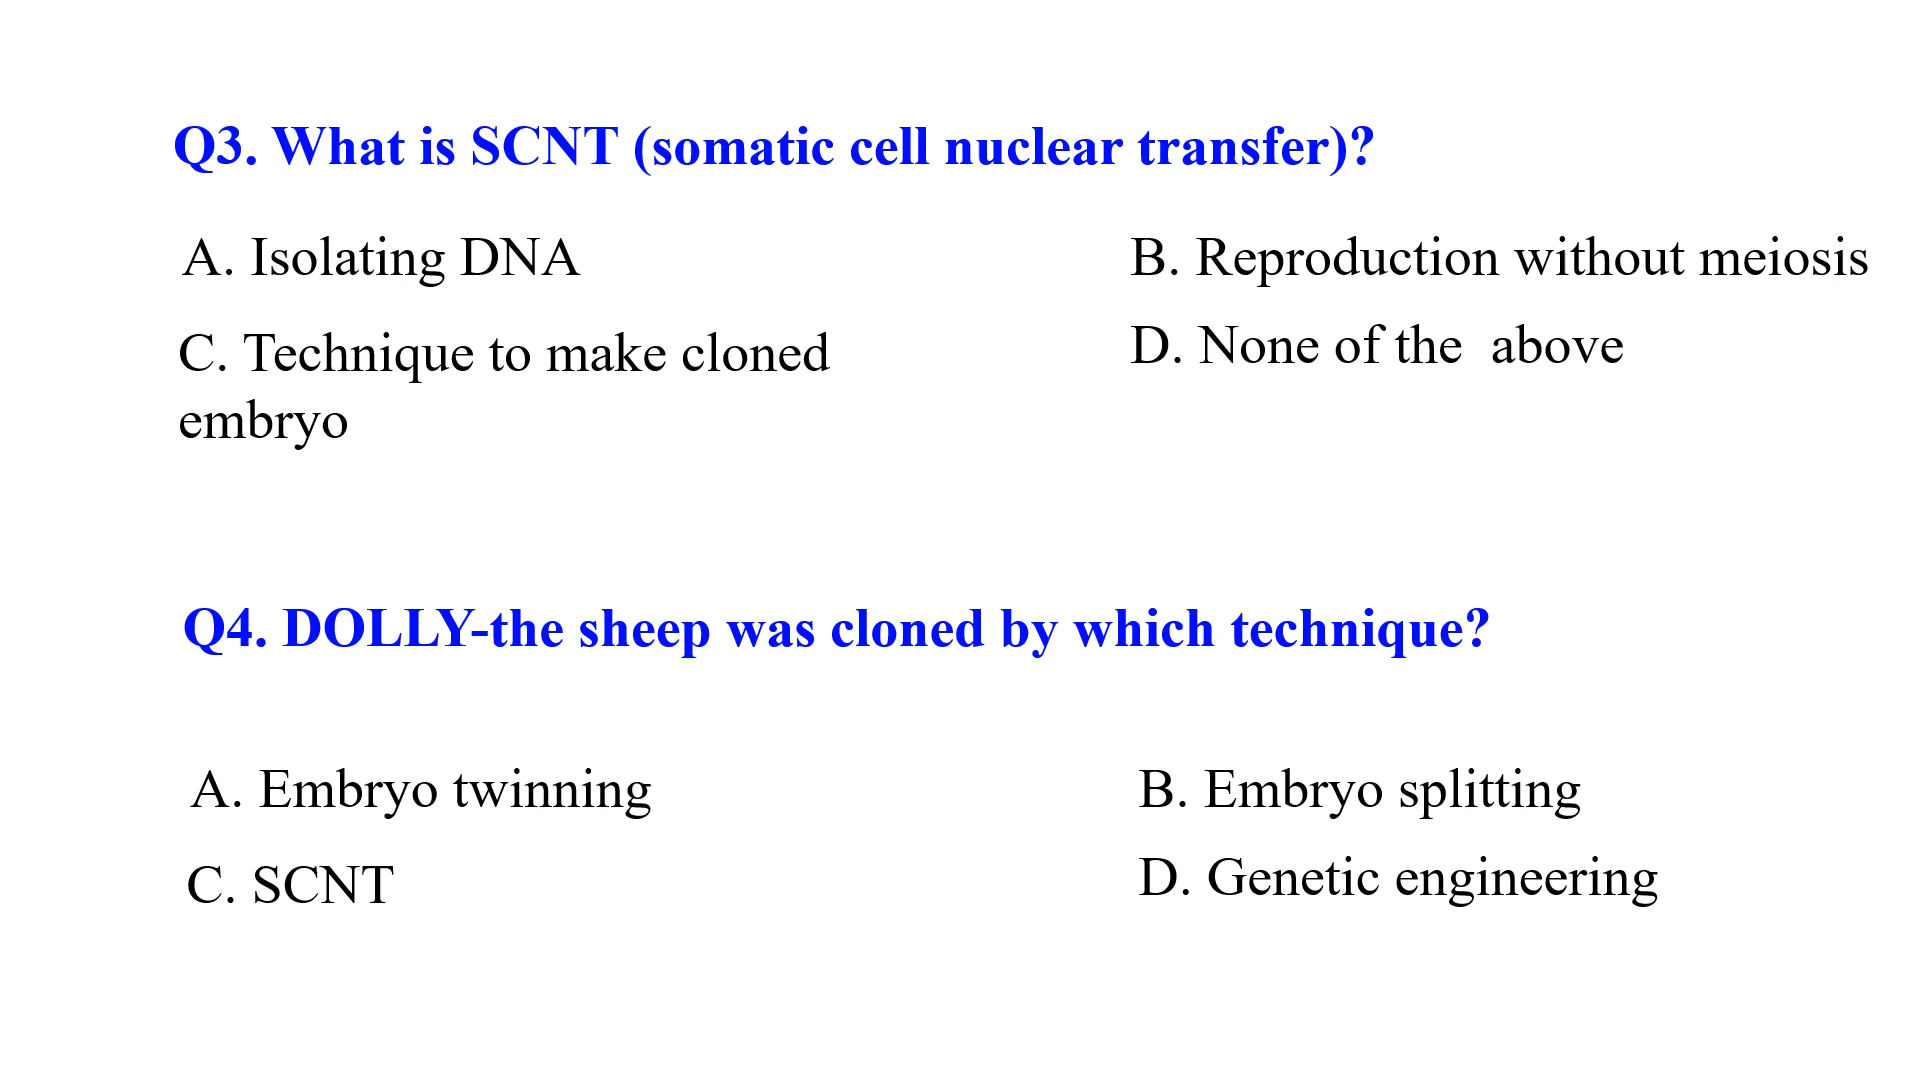 Q3. What is SCNT (somatic cell nuclear transfer)?
A. Isolating DNA
B. Reproduction without meiosis
C. Technique to make cloned
embryo
D. None of the  above
Q4. DOLLY-the sheep was cloned by which technique?
A. Embryo twinning
B. Embryo splitting
C. SCNT
D. Genetic engineering